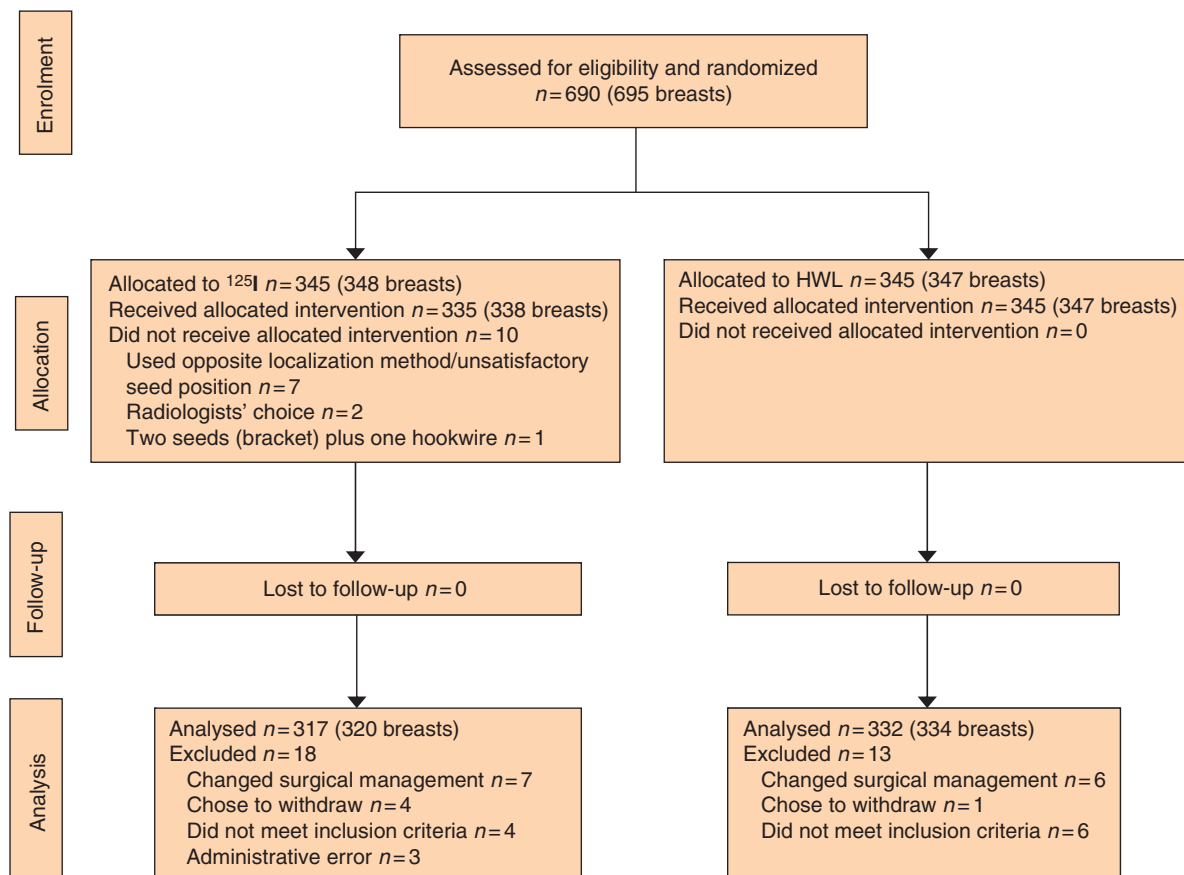 Enrolment
Assessed for eligibility and randomized
n=690 (695 breasts)
Allocation
Allocated to ¹²⁵I n=345 (348 breasts)
Received allocated intervention n=335 (338 breasts)
Did not receive allocated intervention n=10
Used opposite localization method/unsatisfactory
seed position n=7
Radiologists' choice n=2
Two seeds (bracket) plus one hookwire n=1
Allocated to HWL n=345 (347 breasts)
Received allocated intervention n=345 (347 breasts)
Did not received allocated intervention n=0
Follow-up
Lost to follow-up n=0
Lost to follow-up n=0
Analysis
Analysed n=317 (320 breasts)
Excluded n=18
Changed surgical management n=7
Chose to withdraw n=4
Did not meet inclusion criteria n=4
Administrative error n=3
Analysed n=332 (334 breasts)
Excluded n=13
Changed surgical management n=6
Chose to withdraw n=1
Did not meet inclusion criteria n=6